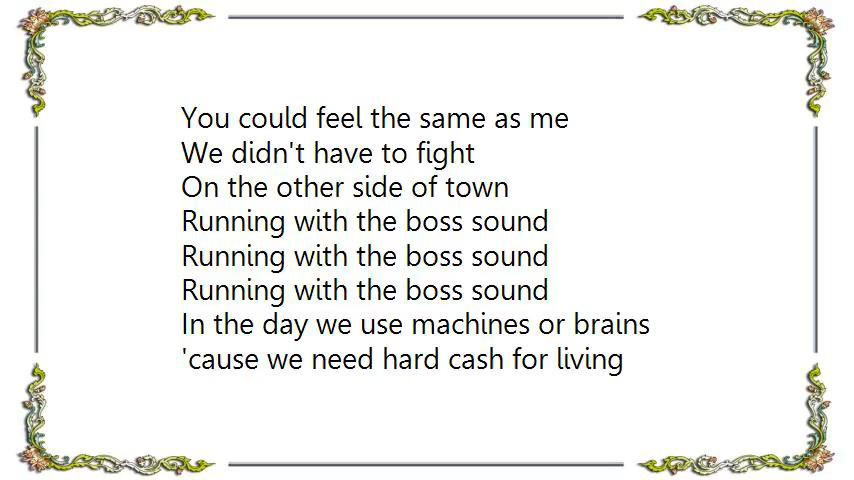 You could feel the same as me
We didn't have to fight
On the other side of town
Running with the boss sound
Running with the boss sound
Running with the boss sound
In the day we use machines or brains
'cause we need hard cash for living